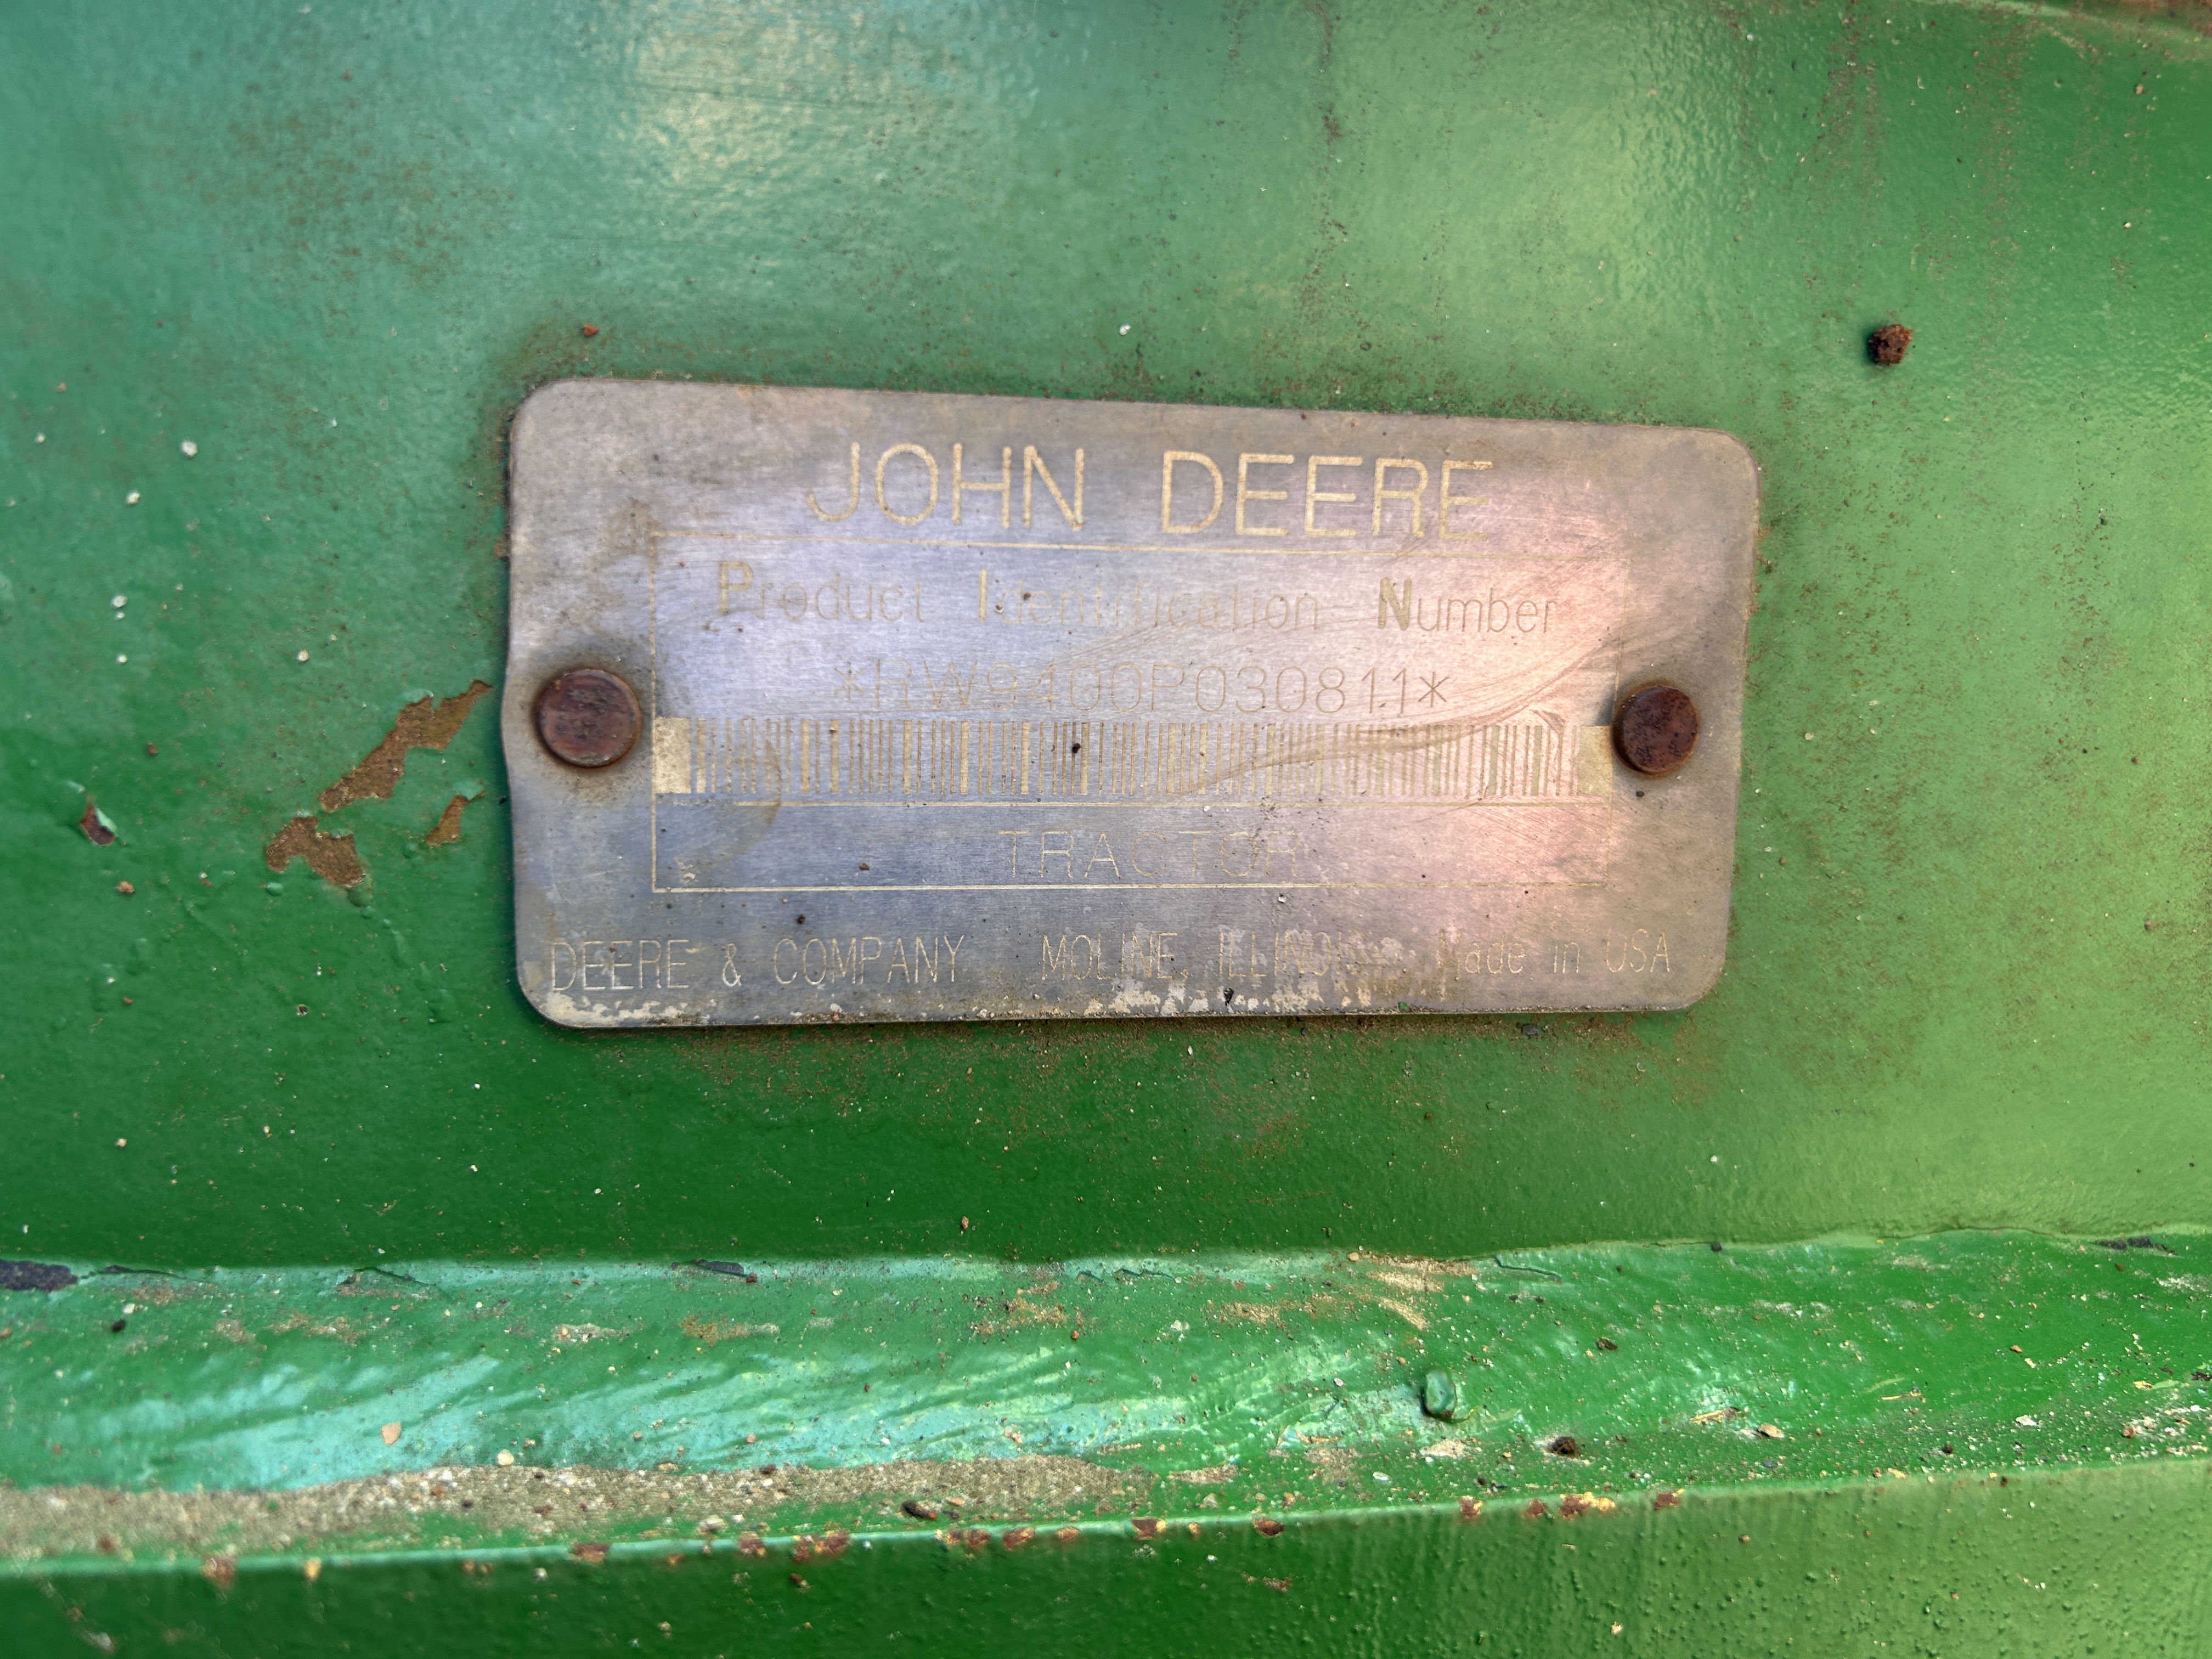 JOHN DEERE
Product Identification Number
*RW9400P030811*
TRACTOR
DEERE & COMPANY MOLINE, ILLINOIS Made in USA